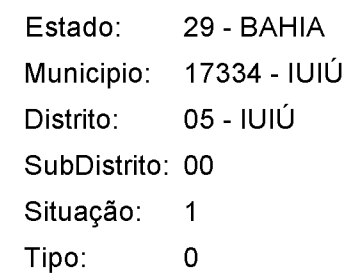 Estado: 29 - BAHIA
Municipio: 17334 - IUIÚ
Distrito: 05 - IUIÚ
SubDistrito: 00
Situação: 1
Tipo: 0